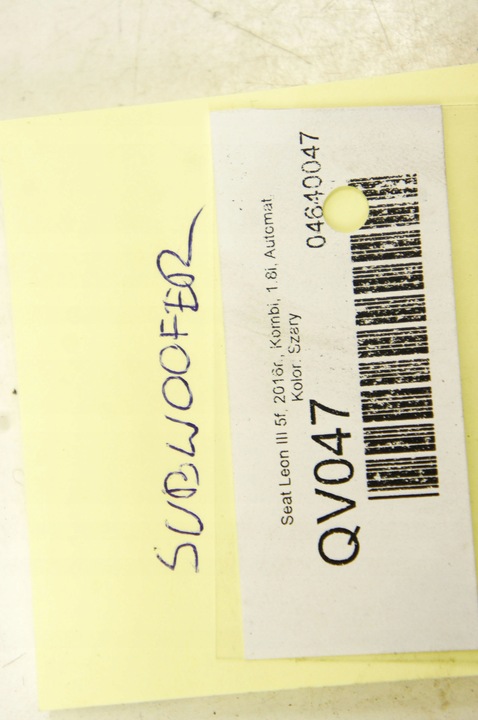 SUBWOOFER
Seat Leon III 5f, 2016r., Kombi, 1.8i, Automat
Kolor: Szary
QV047
04640047